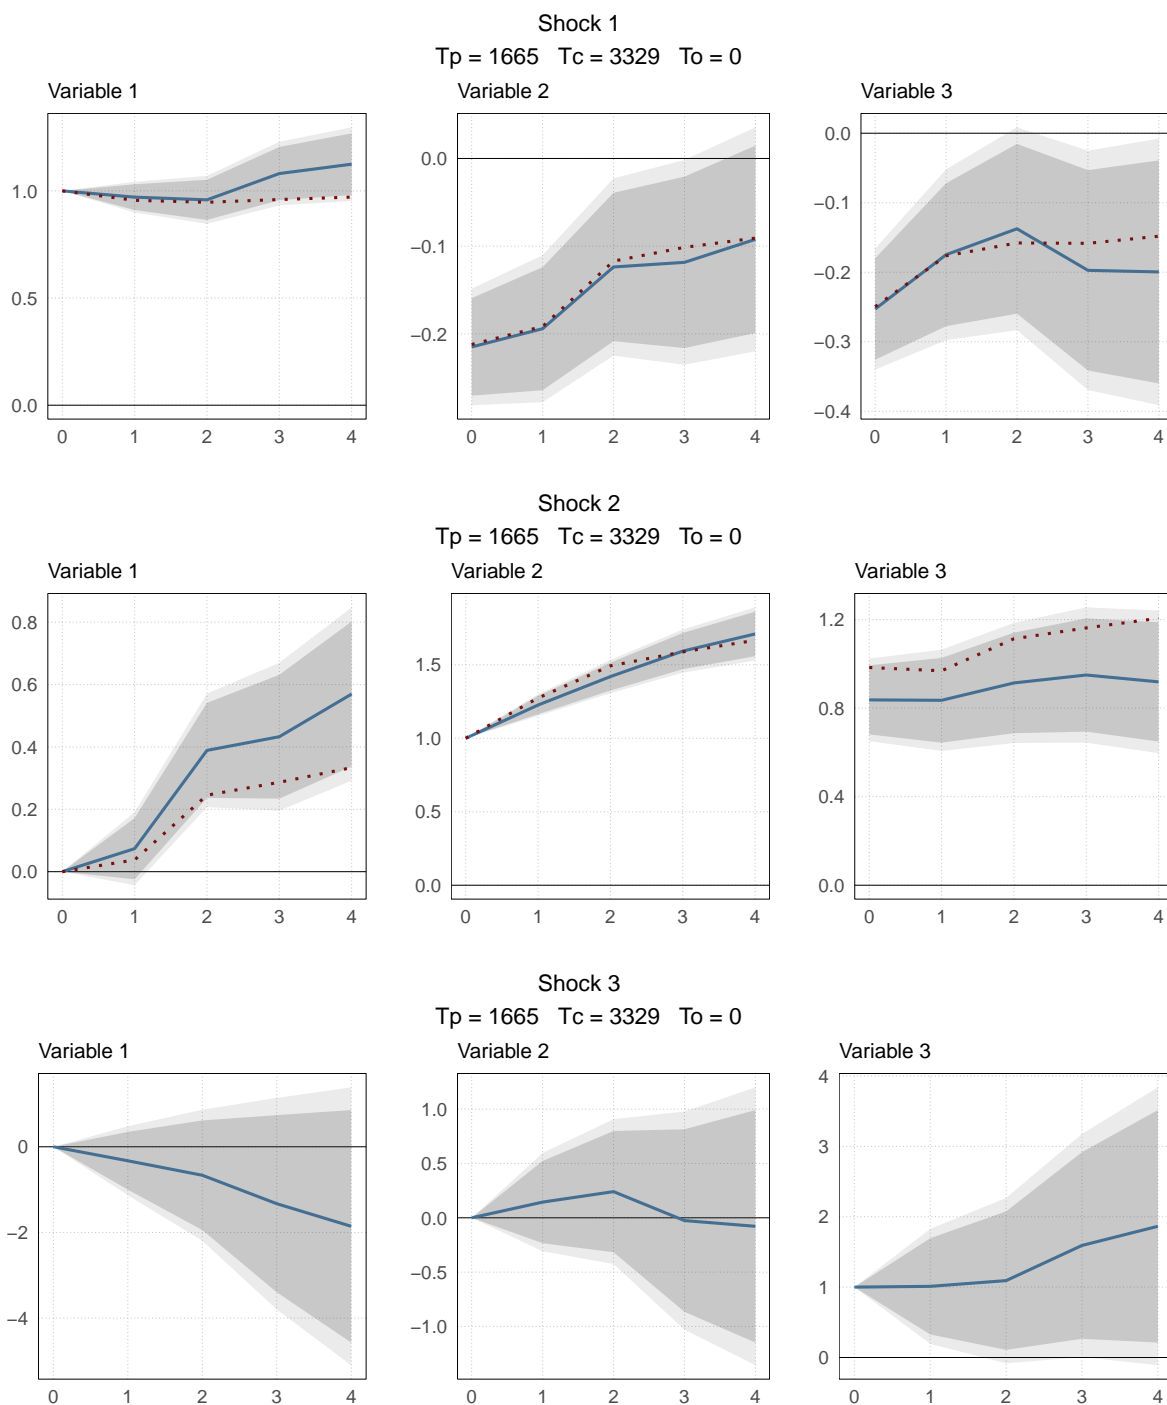 Shock 1
Tp = 1665   Tc = 3329   To = 0
Variable 1
Variable 2
Variable 3
1.0
0.5
0.0
0 1 2 3 4
0.0
−0.1
−0.2
0 1 2 3 4
0.0
−0.1
−0.2
−0.3
−0.4
0 1 2 3 4
Shock 2
Tp = 1665   Tc = 3329   To = 0
Variable 1
Variable 2
Variable 3
0.8
0.6
0.4
0.2
0.0
0 1 2 3 4
1.5
1.0
0.5
0.0
0 1 2 3 4
1.2
0.8
0.4
0.0
0 1 2 3 4
Shock 3
Tp = 1665   Tc = 3329   To = 0
Variable 1
Variable 2
Variable 3
0
−2
−4
0 1 2 3 4
1.0
0.5
0.0
−0.5
−1.0
0 1 2 3 4
4
3
2
1
0
0 1 2 3 4